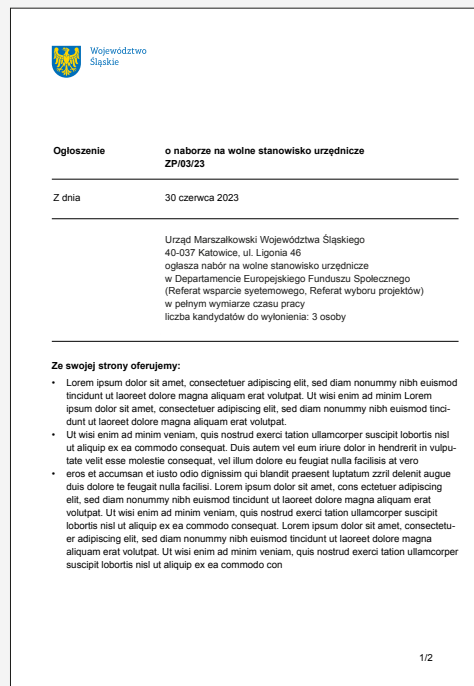 Województwo
Śląskie
Ogłoszenie
o naborze na wolne stanowisko urzędnicze
ZP/03/23
Z dnia
30 czerwca 2023
Urząd Marszałkowski Województwa Śląskiego
40-037 Katowice, ul. Ligonia 46
ogłasza nabór na wolne stanowisko urzędnicze
w Departamencie Europejskiego Funduszu Społecznego
(Referat wsparcie syetemowego, Referat wyboru projektów)
w pełnym wymiarze czasu pracy
liczba kandydatów do wyłonienia: 3 osoby
Ze swojej strony oferujemy:
• Lorem ipsum dolor sit amet, consectetuer adipiscing elit, sed diam nonummy nibh euismod
tincidunt ut laoreet dolore magna aliquam erat volutpat. Ut wisi enim ad minim Lorem
ipsum dolor sit amet, consectetuer adipiscing elit, sed diam nonummy nibh euismod tinci-
dunt ut laoreet dolore magna aliquam erat volutpat.
• Ut wisi enim ad minim veniam, quis nostrud exerci tation ullamcorper suscipit lobortis nisl
ut aliquip ex ea commodo consequat. Duis autem vel eum iriure dolor in hendrerit in vulpu-
tate velit esse molestie consequat, vel illum dolore eu feugiat nulla facilisis at vero
• eros et accumsan et iusto odio dignissim qui blandit praesent luptatum zzril delenit augue
duis dolore te feugait nulla facilisi. Lorem ipsum dolor sit amet, cons ectetuer adipiscing
elit, sed diam nonummy nibh euismod tincidunt ut laoreet dolore magna aliquam erat
volutpat. Ut wisi enim ad minim veniam, quis nostrud exerci tation ullamcorper suscipit
lobortis nisl ut aliquip ex ea commodo consequat. Lorem ipsum dolor sit amet, consectetu-
er adipiscing elit, sed diam nonummy nibh euismod tincidunt ut laoreet dolore magna
aliquam erat volutpat. Ut wisi enim ad minim veniam, quis nostrud exerci tation ullamcorper
suscipit lobortis nisl ut aliquip ex ea commodo con
1/2